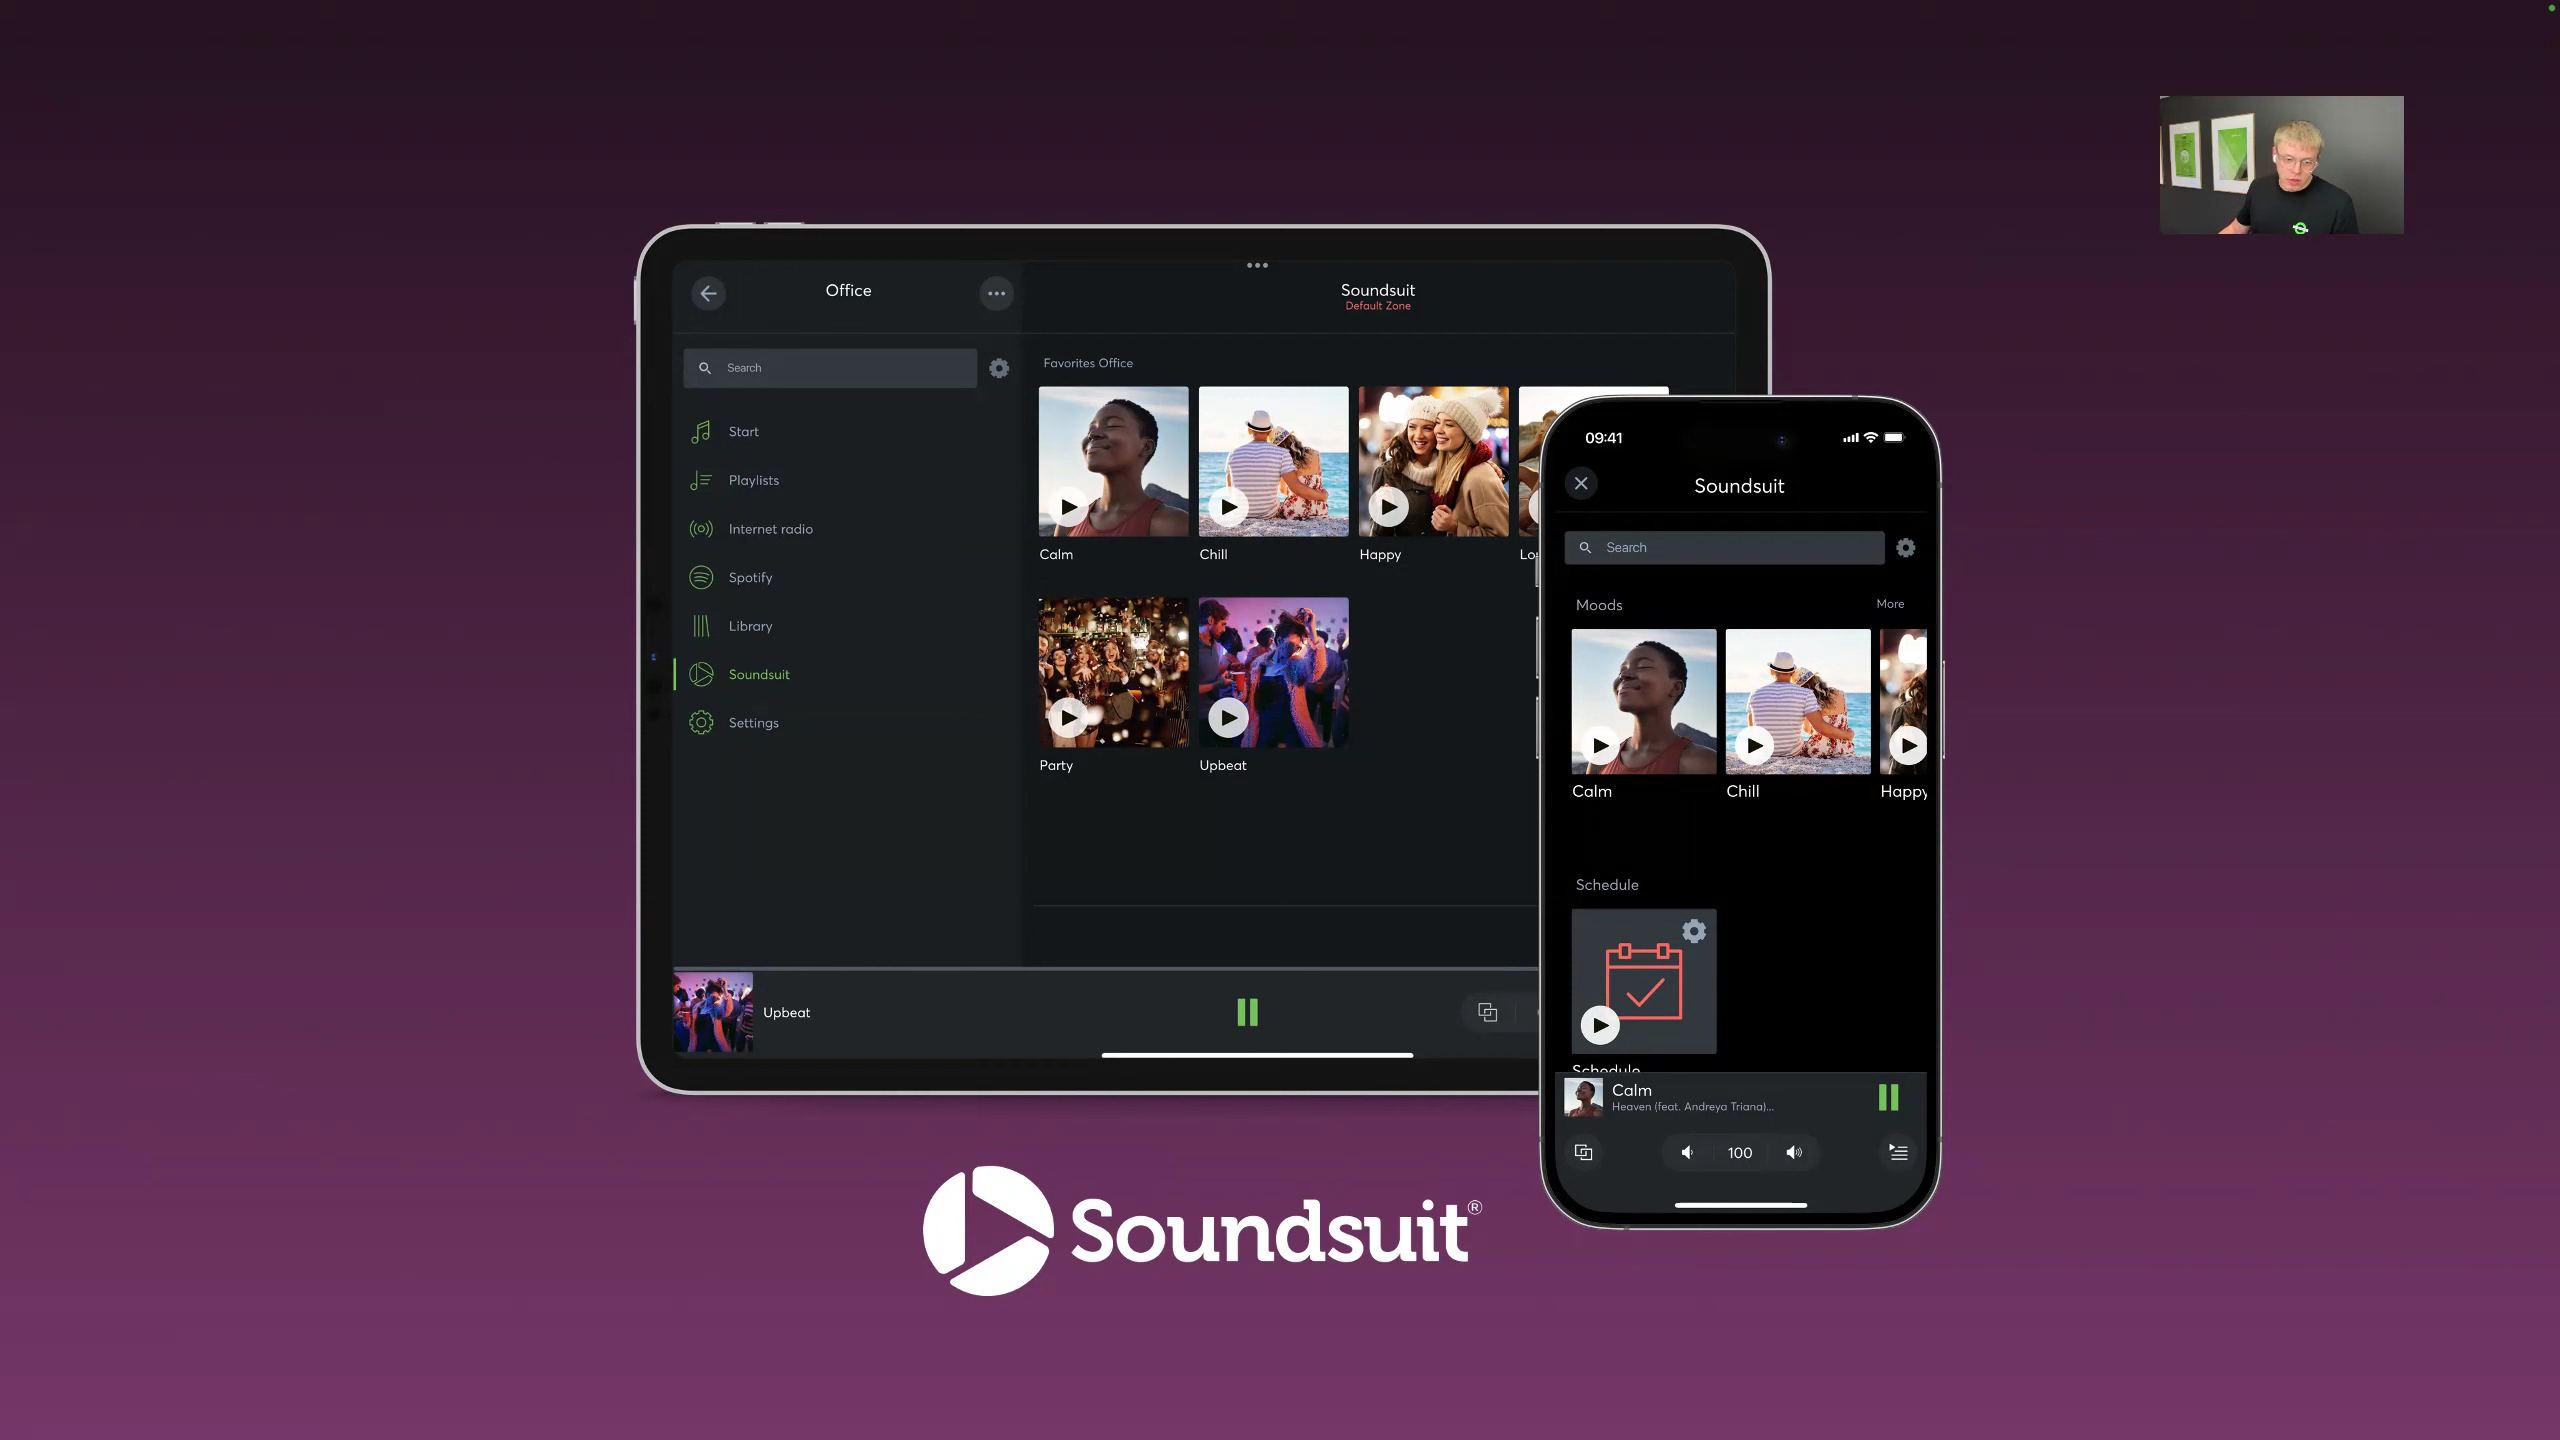 Office
Soundsuit
Default Zone
Search
Favorites Office
Start
Playlists
Internet radio
Spotify
Library
Soundsuit
Settings
Calm
Chill
Happy
Lo
Party
Upbeat
Upbeat
09:41
Soundsuit
Search
Moods
More
Calm
Chill
Happy
Schedule
Schedule
Calm
Heaven (feat. Andreya Triana)...
100
Soundsuit®